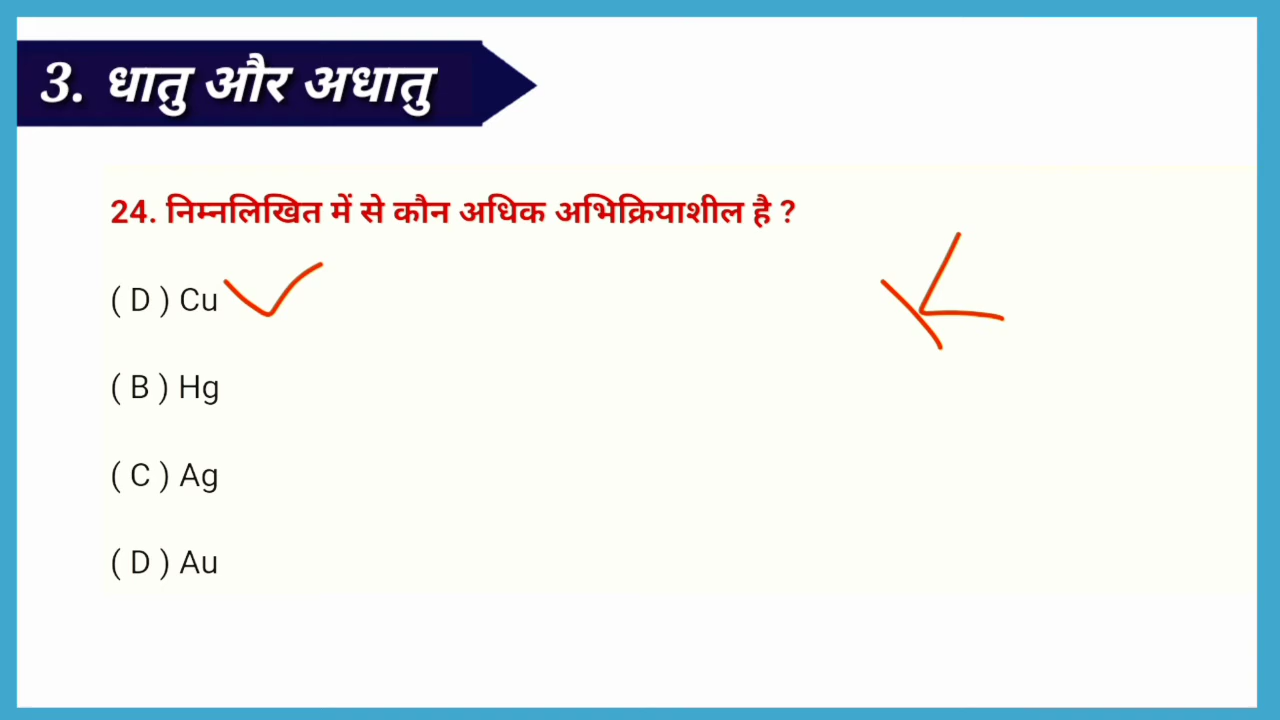 3. धातु और अधातु
24. निम्नलिखित में से कौन अधिक अभिक्रियाशील है ?
( D ) Cu
K
( B ) Hg
( C ) Ag
( D ) Au